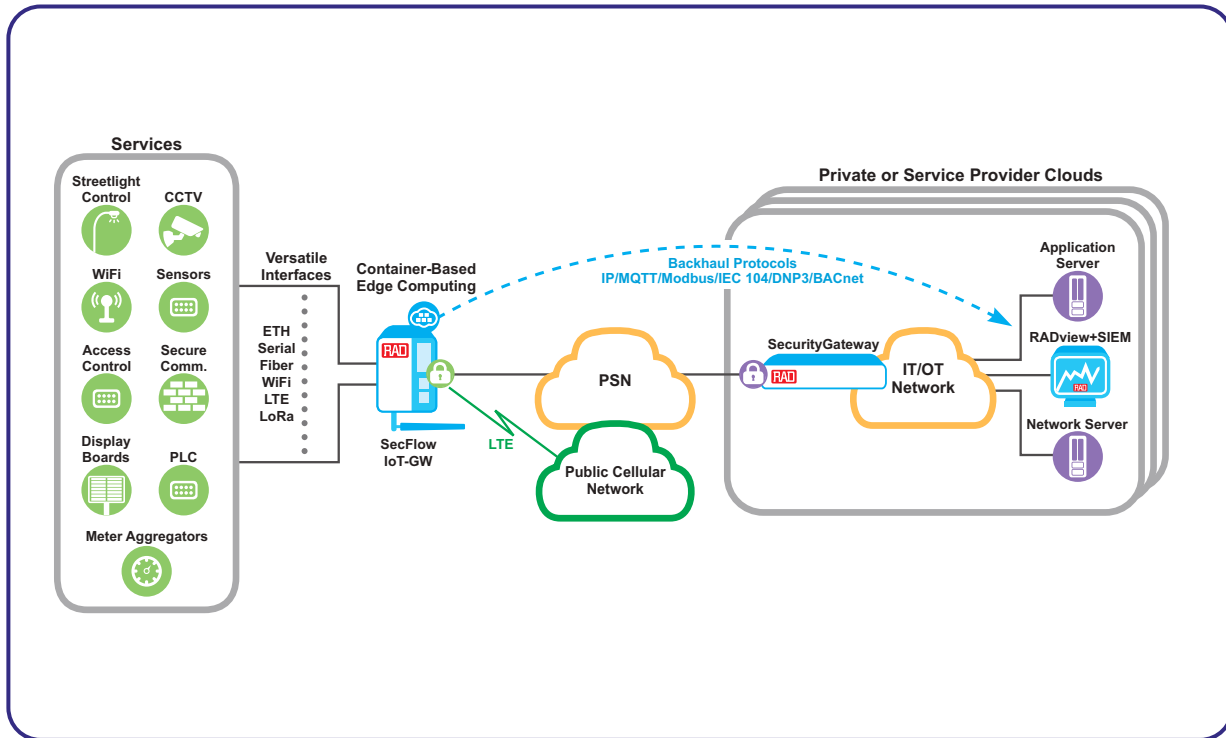 Services
Streetlight
Control
CCTV
WiFi
Sensors
Access
Control
Secure
Comm.
Display
Boards
PLC
Meter Aggregators
Versatile
Interfaces
ETH
Serial
Fiber
WiFi
LTE
LoRa
Container-Based
Edge Computing
RAD
SecFlow
IoT-GW
LTE
Backhaul Protocols
IP/MQTT/Modbus/IEC 104/DNP3/BACnet
PSN
Public Cellular
Network
Private or Service Provider Clouds
SecurityGateway
RAD
IT/OT
Network
Application
Server
RADview+SIEM
RAD
Network Server